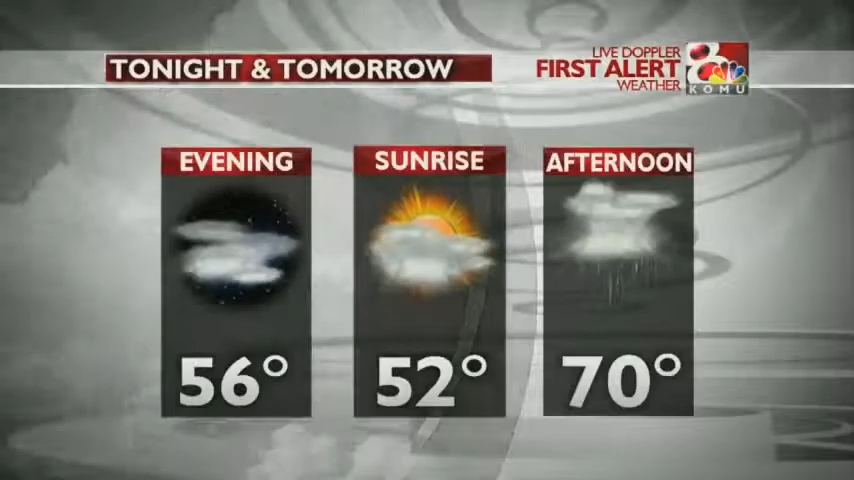 TONIGHT & TOMORROW
LIVE DOPPLER
FIRST ALERT
WEATHER
8
KOMU
EVENING
SUNRISE
AFTERNOON
56°
52°
70°